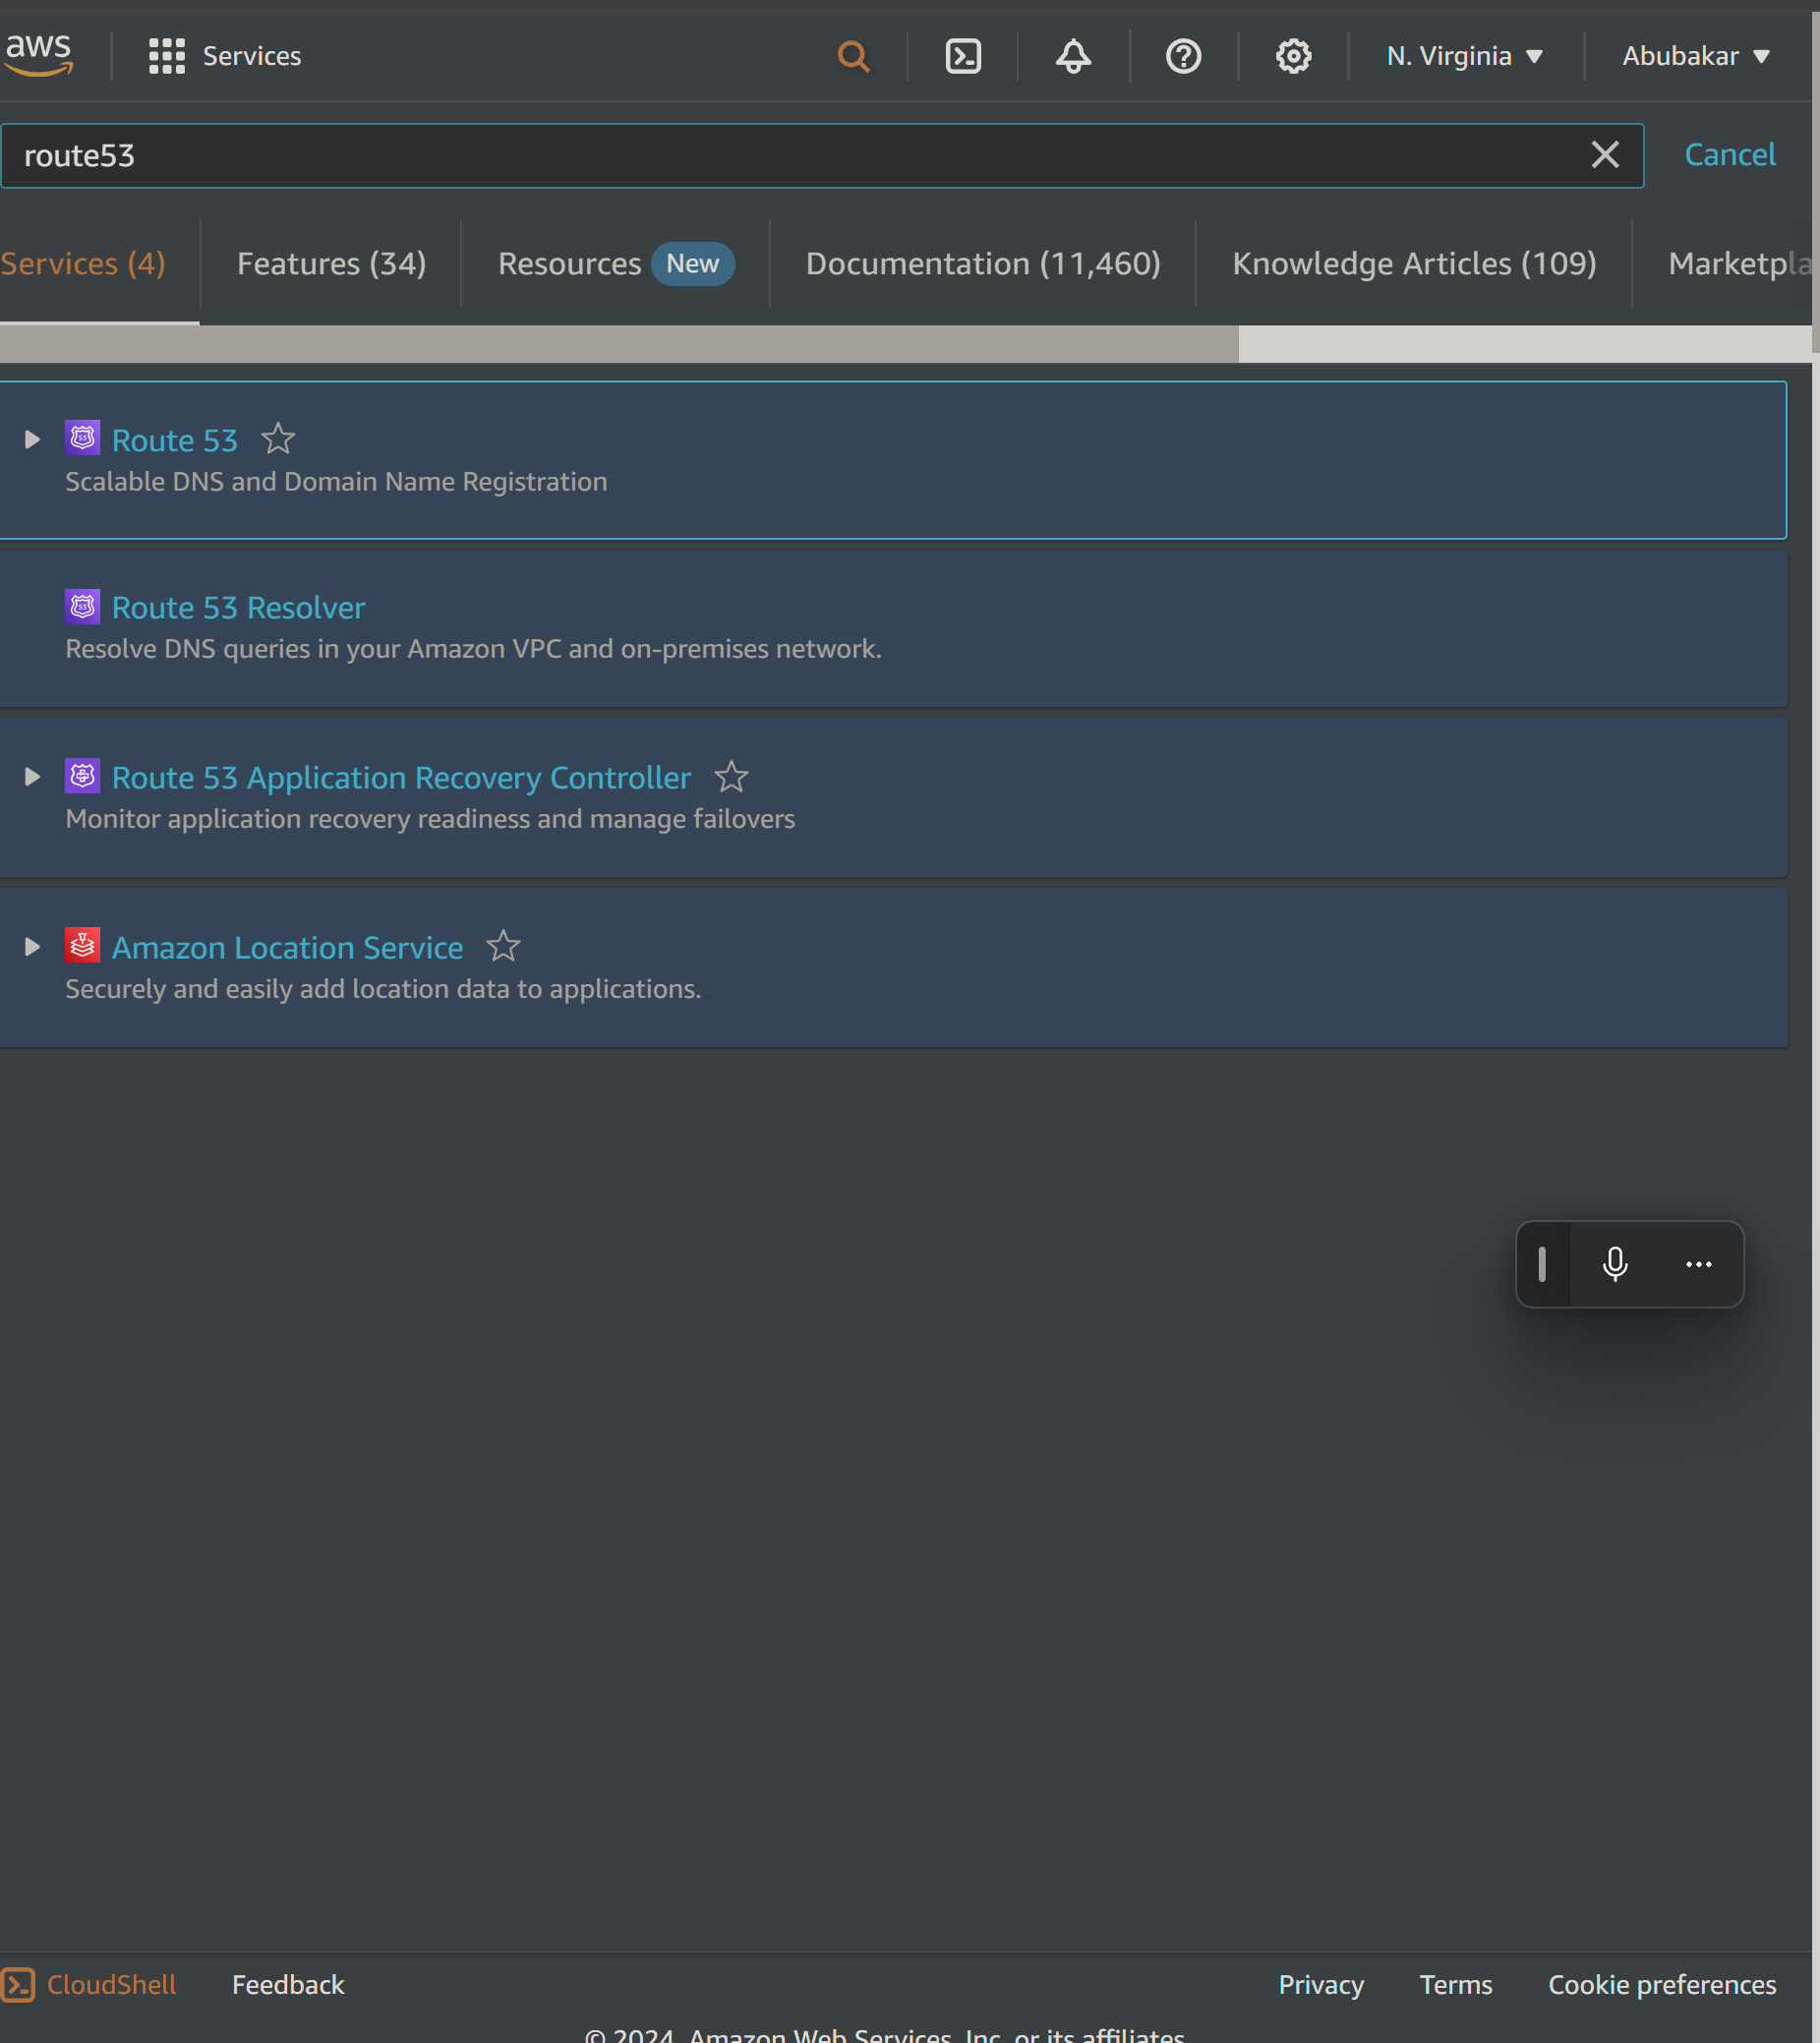 aws
Services
N. Virginia
Abubakar
route53
Cancel
Services (4)
Features (34)
Resources New
Documentation (11,460)
Knowledge Articles (109)
Marketpla
Route 53
Scalable DNS and Domain Name Registration
Route 53 Resolver
Resolve DNS queries in your Amazon VPC and on-premises network.
Route 53 Application Recovery Controller
Monitor application recovery readiness and manage failovers
Amazon Location Service
Securely and easily add location data to applications.
CloudShell
Feedback
Privacy
Terms
Cookie preferences
© 2024, Amazon Web Services, Inc. or its affiliates.